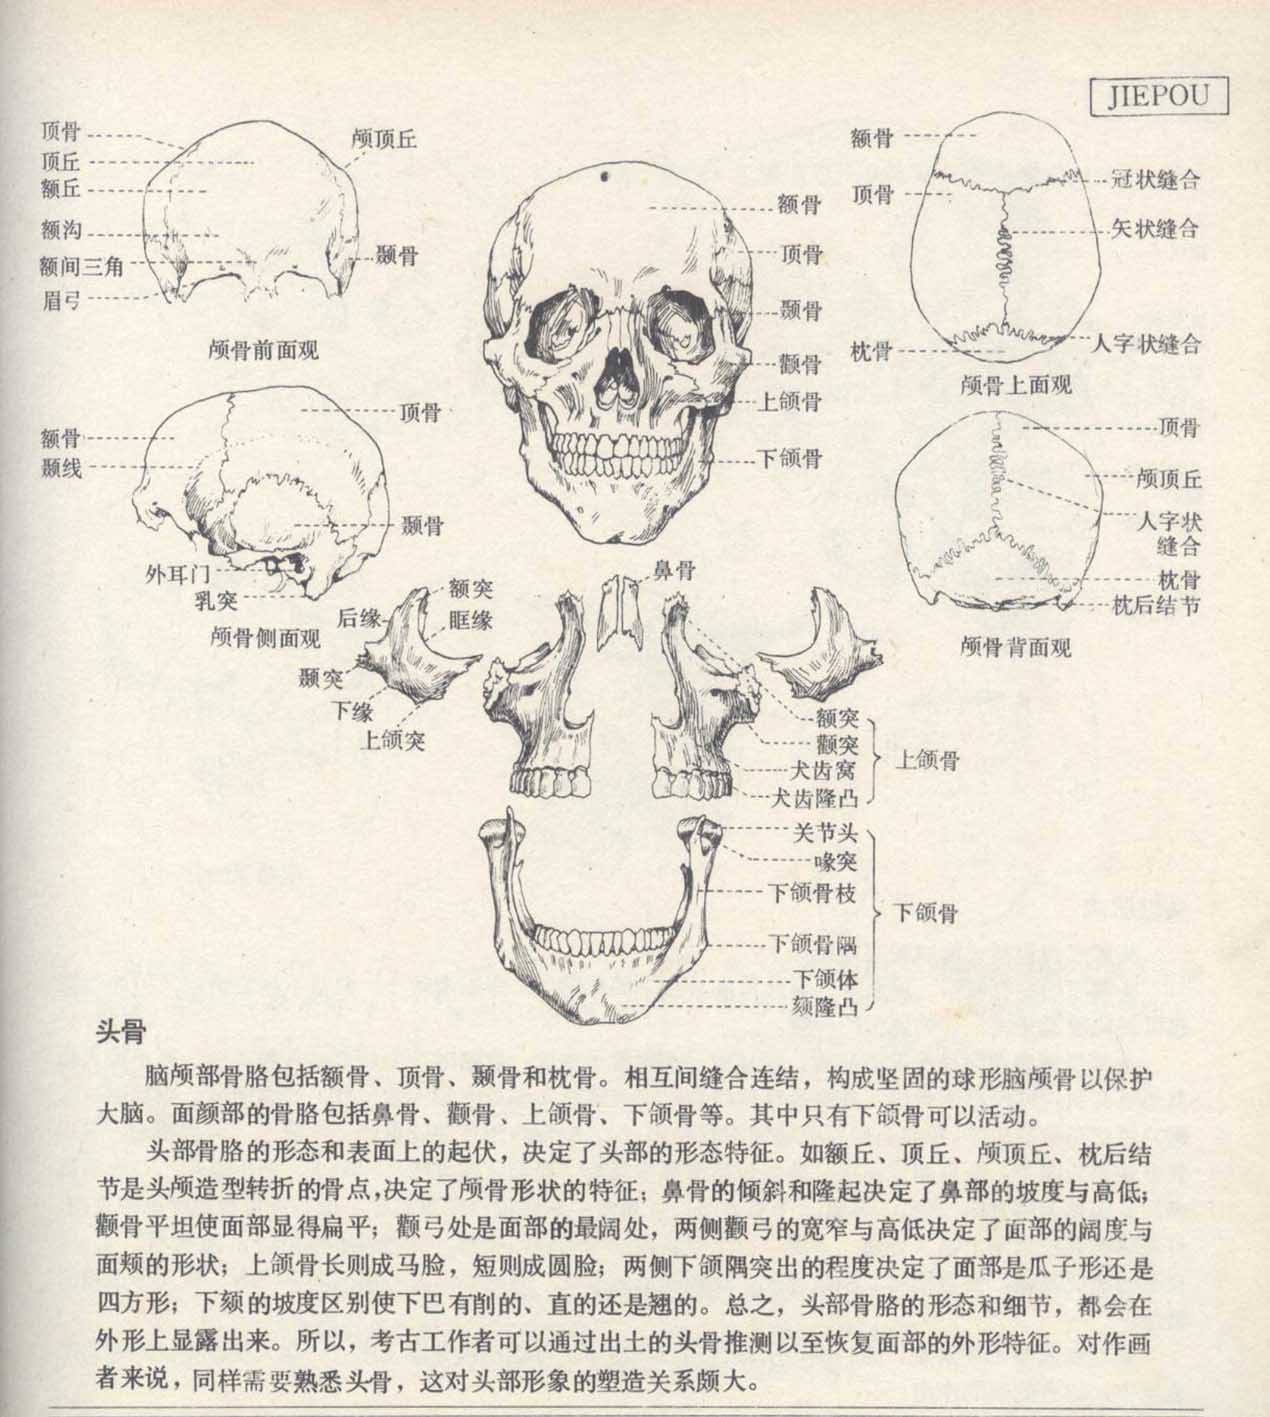 JIEPOU
顶骨
顶丘
额丘
额沟
额间三角
眉弓
颅顶丘
颞骨
颅骨前面观
额骨
顶骨
颞骨
颧骨
上颌骨
下颌骨
额骨
顶骨
枕骨
冠状缝合
矢状缝合
人字状缝合
颅骨上面观
额骨
颞线
外耳门
乳突
顶骨
颞骨
颅骨侧面观
顶骨
颅顶丘
人字状
缝合
枕骨
枕后结节
颅骨背面观
鼻骨
额突
眶缘
后缘
颞突
下缘
上颌突
额突
颧突
犬齿窝
犬齿隆凸
上颌骨
关节头
喙突
下颌骨枝
下颌骨隅
下颌体
颏隆凸
下颌骨
头骨
脑颅部骨胳包括额骨、顶骨、颞骨和枕骨。相互间缝合连结，构成坚固的球形脑颅骨以保护
大脑。面颜部的骨胳包括鼻骨、颧骨、上颌骨、下颌骨等。其中只有下颌骨可以活动。
头部骨胳的形态和表面上的起伏，决定了头部的形态特征。如额丘、顶丘、颅顶丘、枕后结
节是头颅造型转折的骨点，决定了颅骨形状的特征；鼻骨的倾斜和隆起决定了鼻部的坡度与高低；
颧骨平坦使面部显得扁平；颧弓处是面部的最阔处，两侧颧弓的宽窄与高低决定了面部的阔度与
面颊的形状；上颌骨长则成马脸，短则成圆脸；两侧下颌隅突出的程度决定了面部是瓜子形还是
四方形；下颏的坡度区别使下巴有削的、直的还是翘的。总之，头部骨胳的形态和细节，都会在
外形上显露出来。所以，考古工作者可以通过出土的头骨推测以至恢复面部的外形特征。对作画
者来说，同样需要熟悉头骨，这对头部形象的塑造关系颇大。